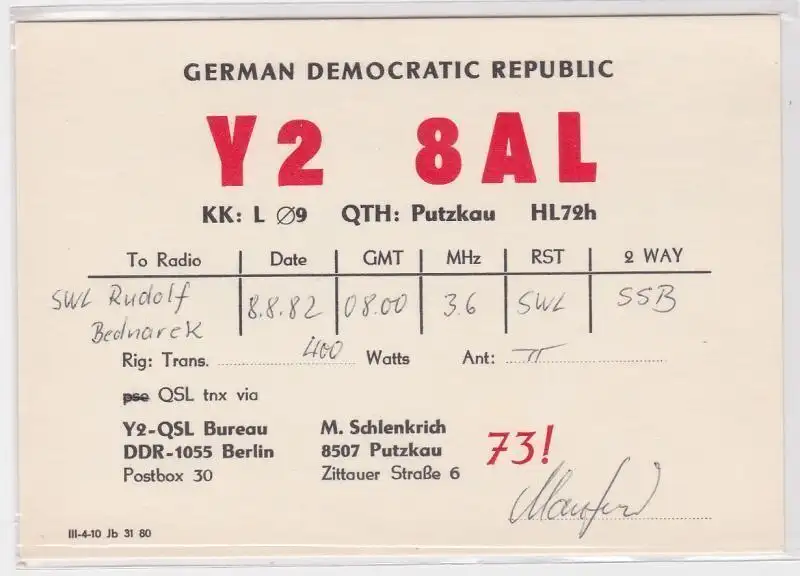 GERMAN DEMOCRATIC REPUBLIC
Y2 8AL
KK: L Ø9 QTH: Putzkau HL72h
To Radio Date GMT MHz RST 2 WAY
SWL Rudolf 8.8.82 08.00 3.6 SWL SSB
Bednarek
Rig: Trans. 400 Watts Ant: π
pse QSL tnx via
Y2-QSL Bureau M. Schlenkrich
DDR-1055 Berlin 8507 Putzkau
Postbox 30 Zittauer Straße 6
73!
Manfred
III-4-10 Jb 31 80